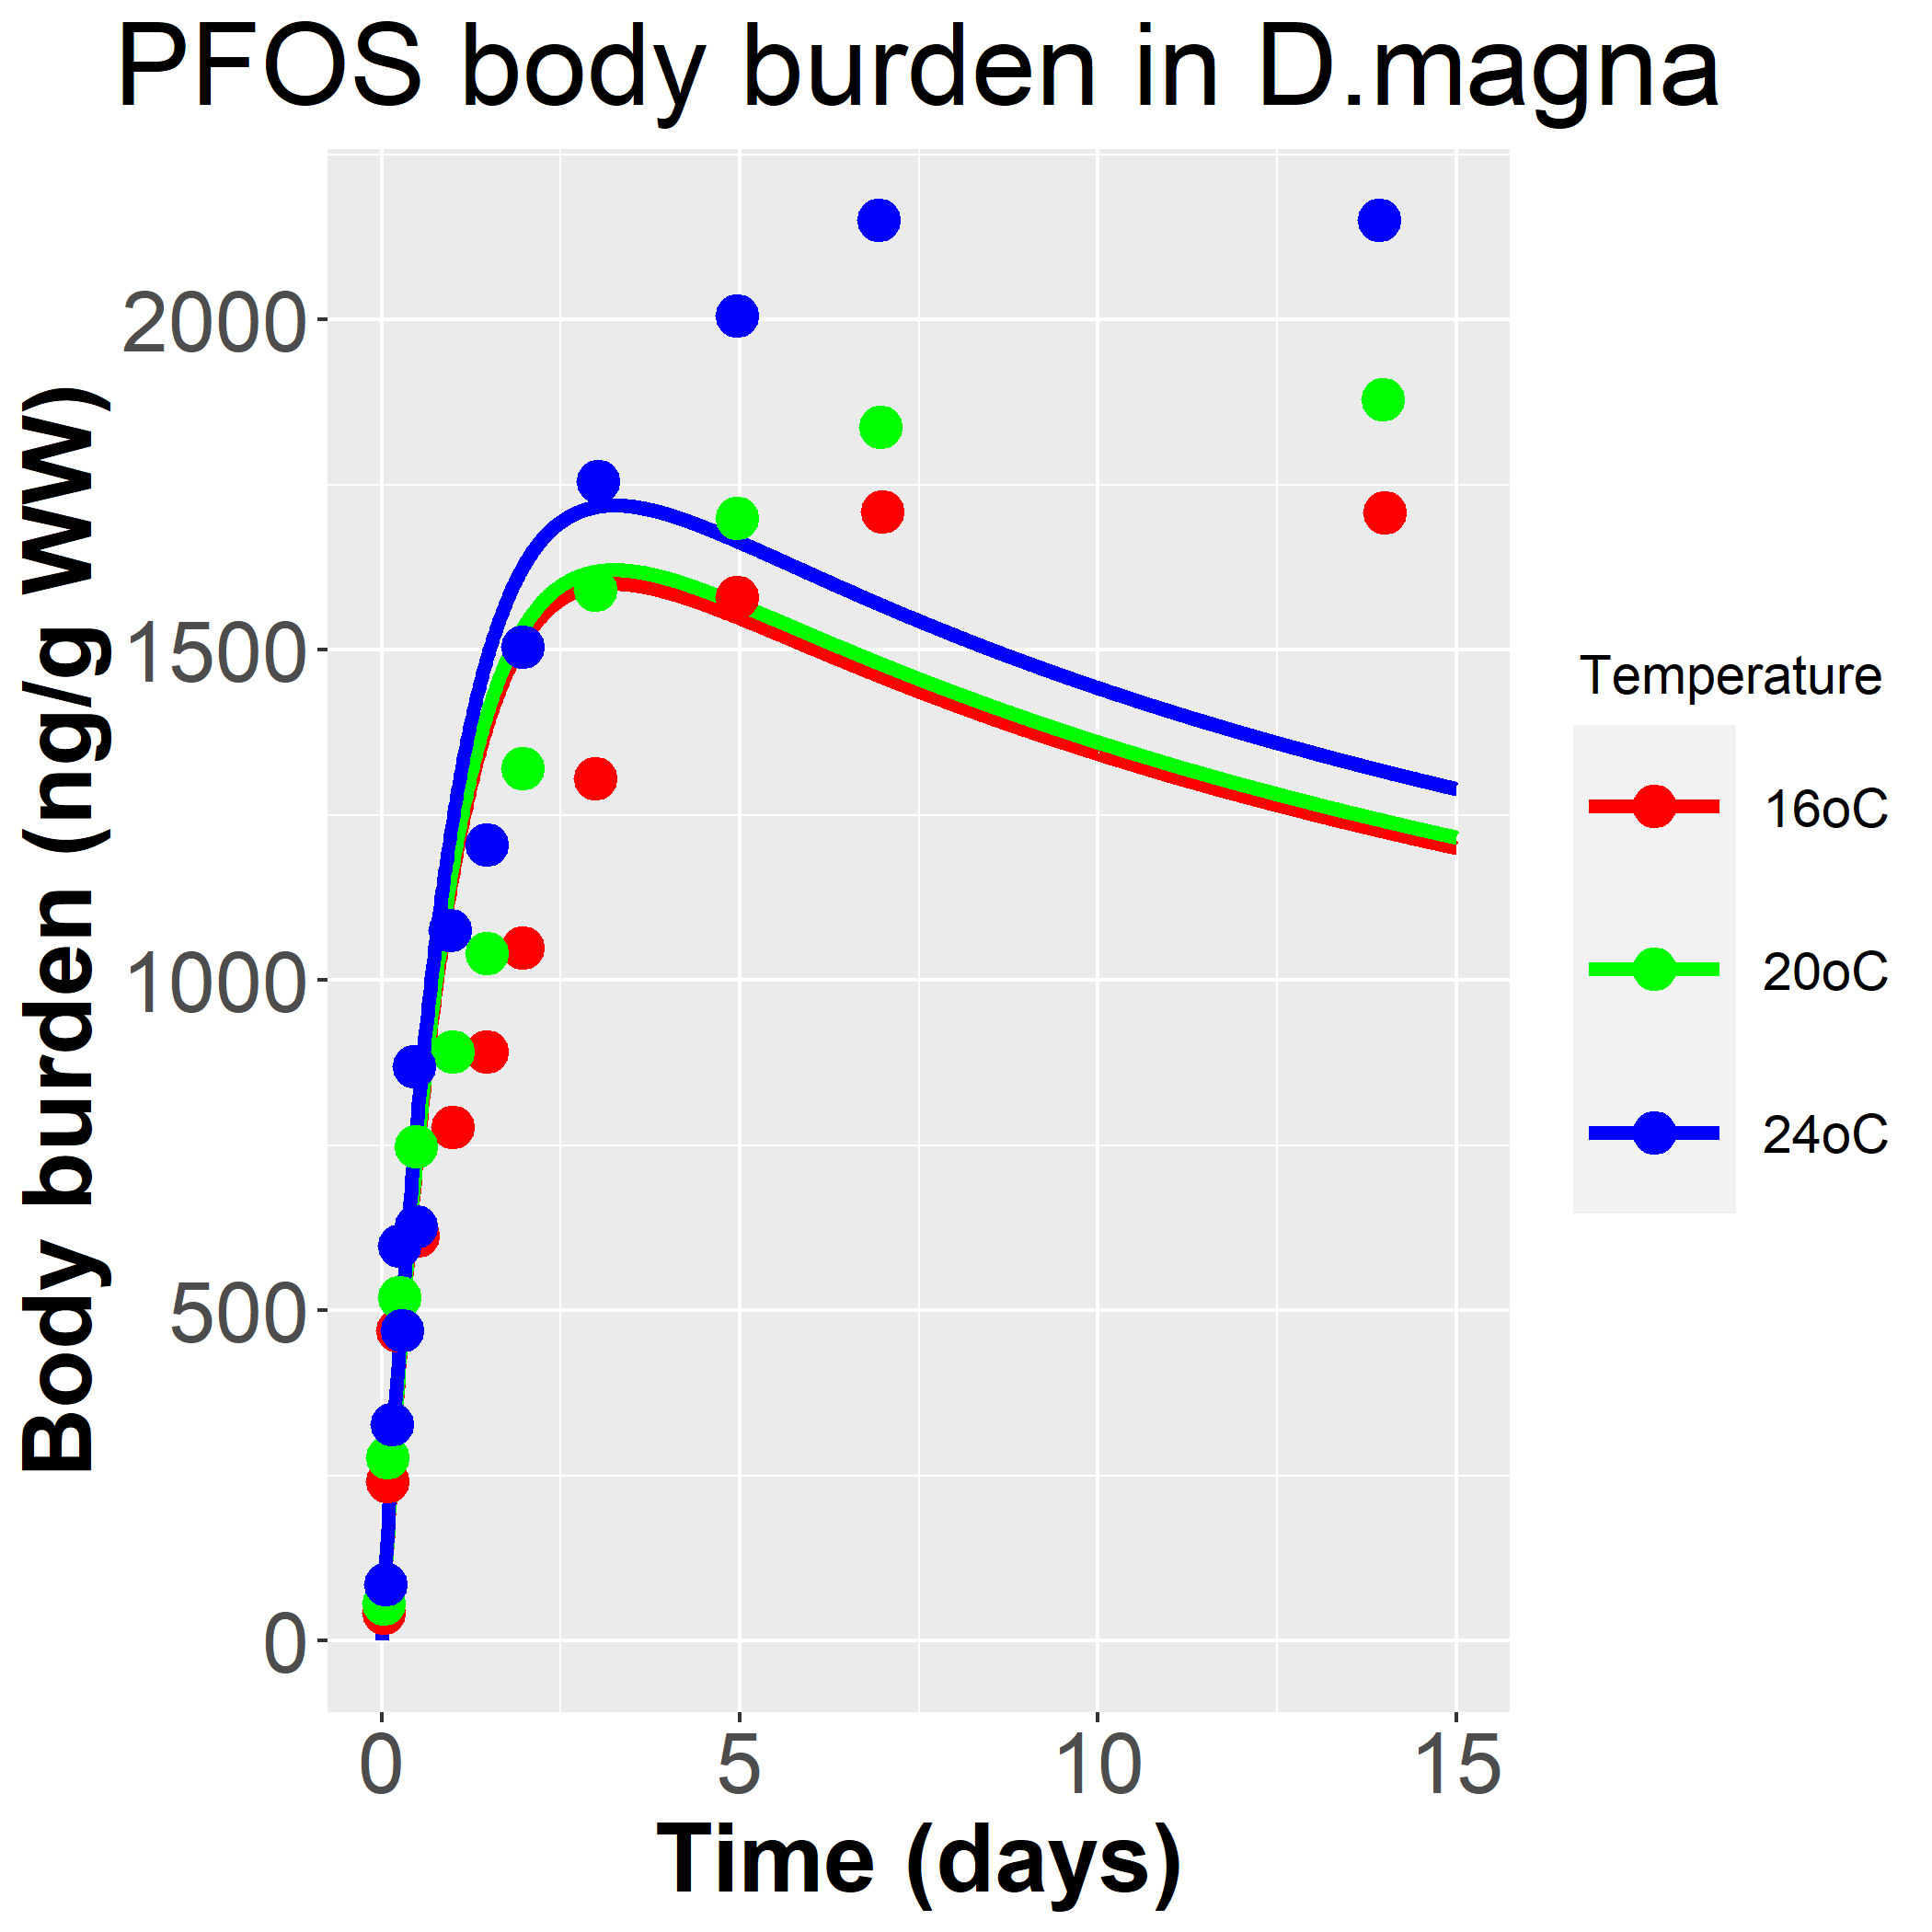 PFOS body burden in D.magna
Body burden (ng/g WW)
2000
1500
1000
500
0
0 5 10 15
Time (days)
Temperature
16oC
20oC
24oC